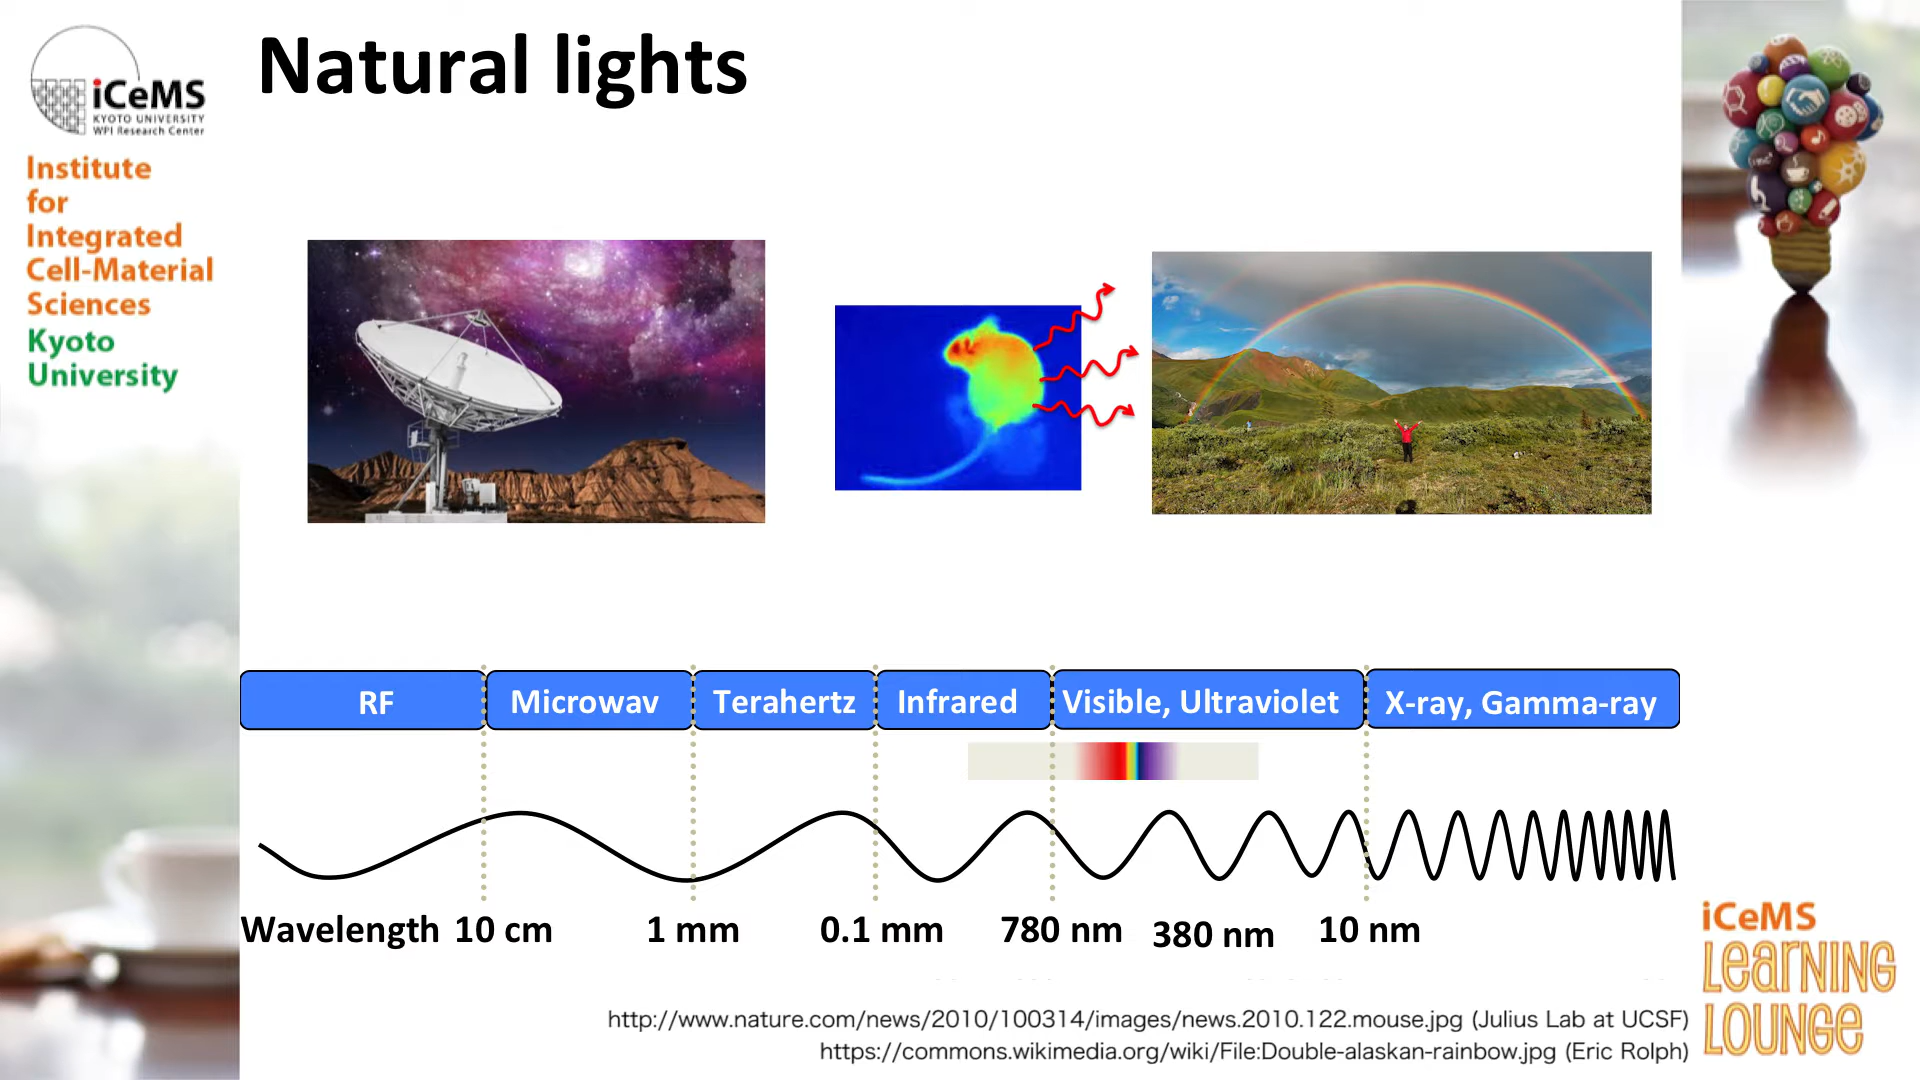 Natural lights
iCeMS
KYOTO UNIVERSITY
WPI Research Center
Institute
for
Integrated
Cell-Material
Sciences
Kyoto
University
RF
Microwav
Terahertz
Infrared
Visible, Ultraviolet
X-ray, Gamma-ray
Wavelength
10 cm
1 mm
0.1 mm
780 nm
380 nm
10 nm
http://www.nature.com/news/2010/100314/images/news.2010.122.mouse.jpg (Julius Lab at UCSF)
https://commons.wikimedia.org/wiki/File:Double-alaskan-rainbow.jpg (Eric Rolph)
iCeMS
LeaRNING
LOUNGe